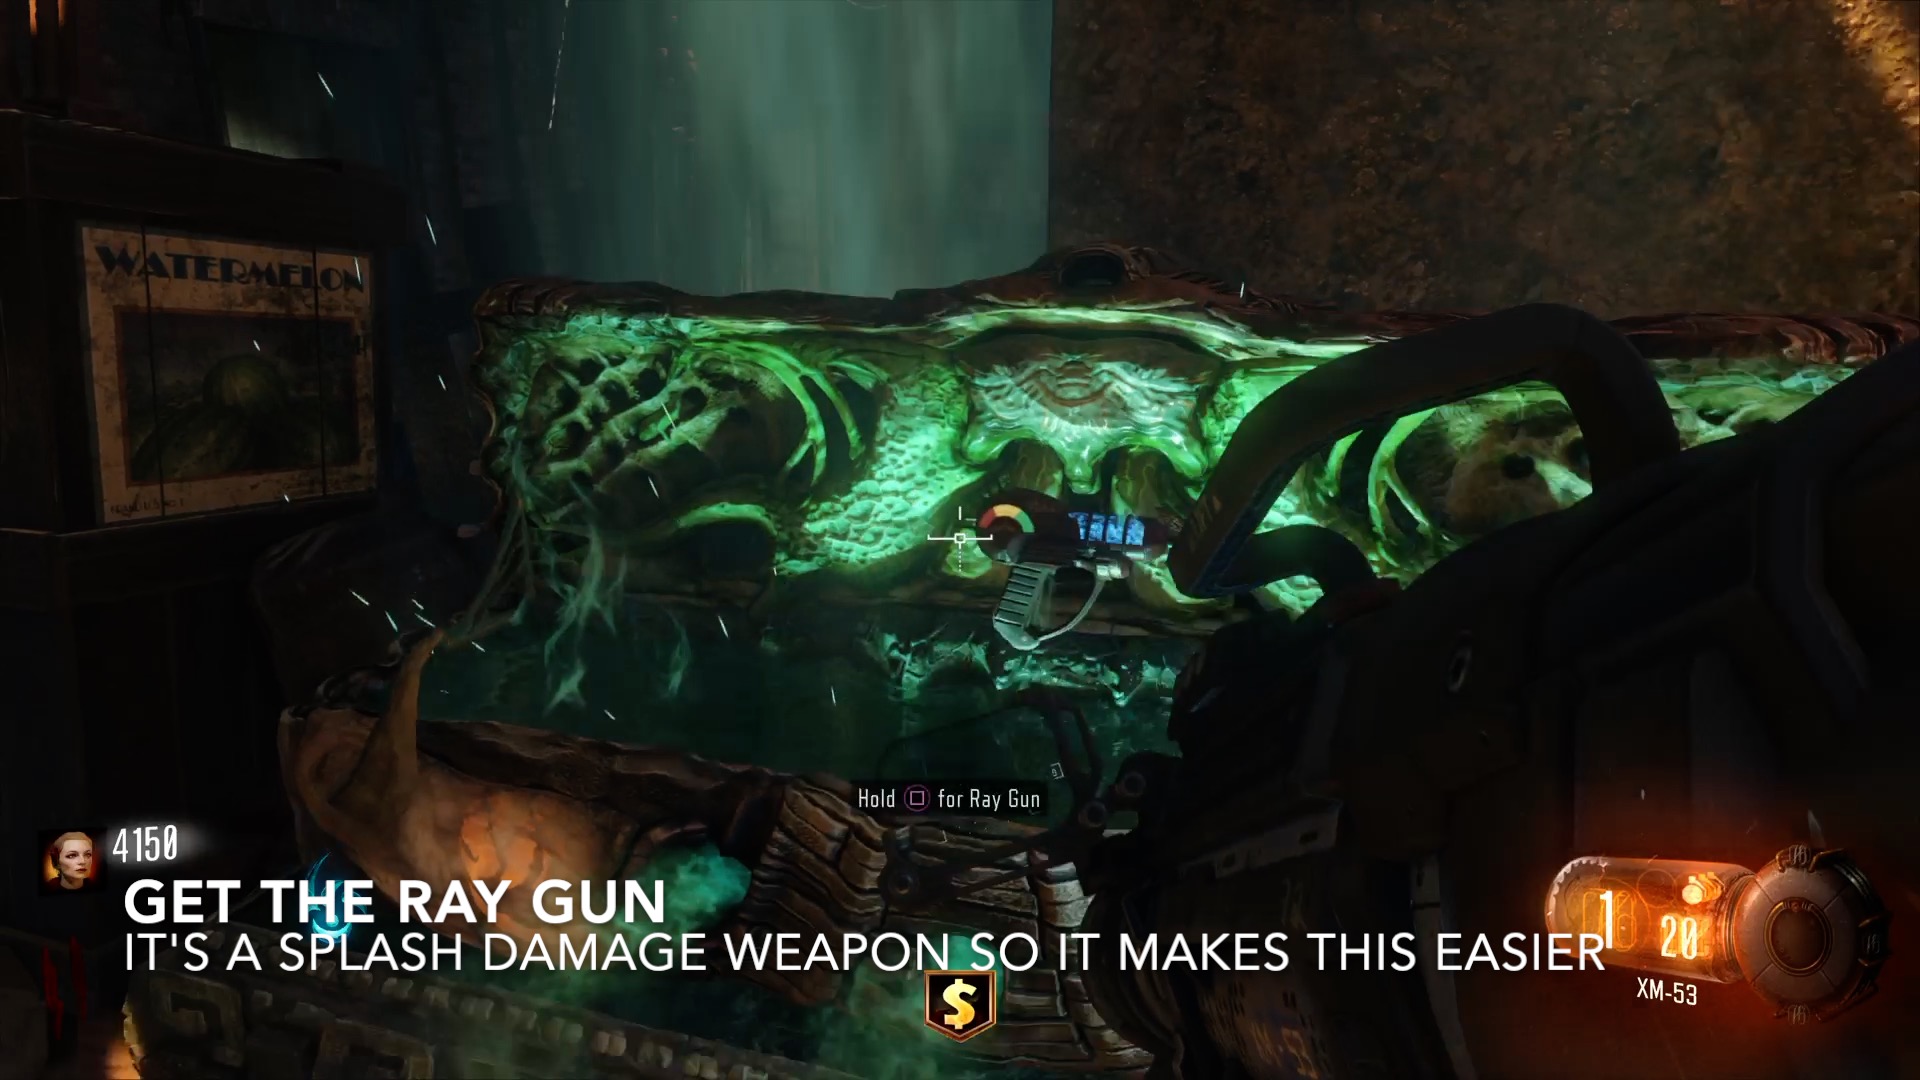 WATERMELON
Hold for Ray Gun
4150
GET THE RAY GUN
IT'S A SPLASH DAMAGE WEAPON SO IT MAKES THIS EASIER
1
20
XM-53
$